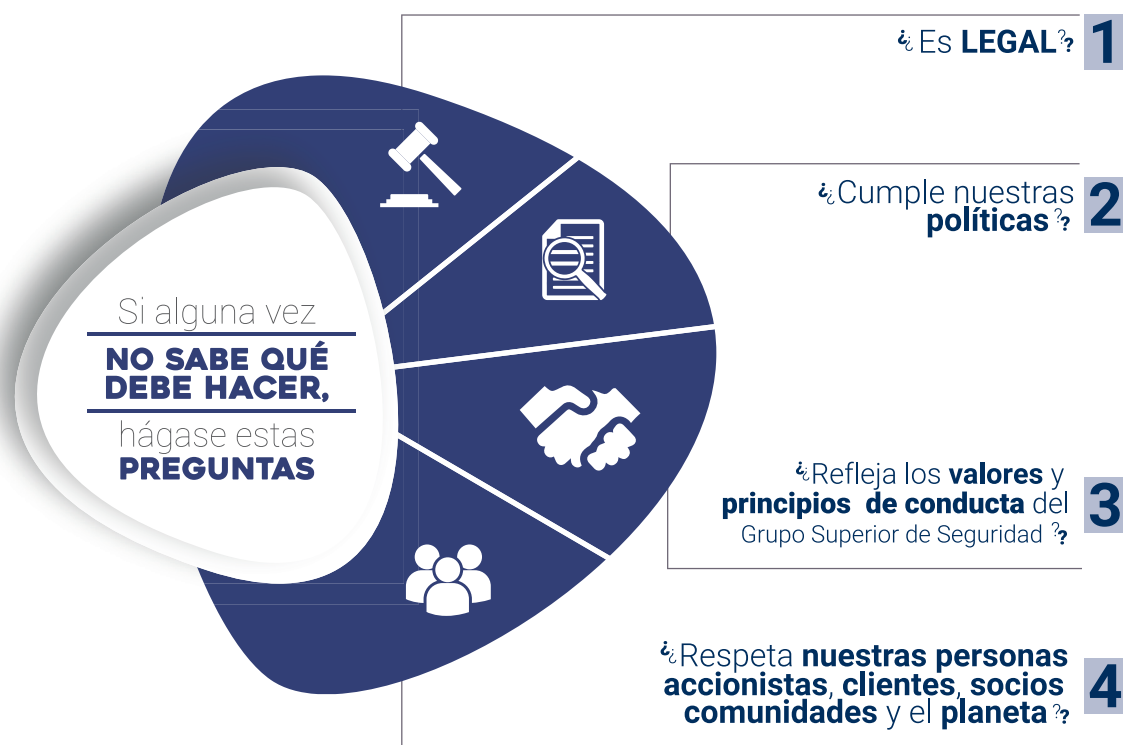 Si alguna vez
NO SABE QUÉ
DEBE HACER,
hágase estas
PREGUNTAS
¿¿Es LEGAL?? 1
¿¿Cumple nuestras
políticas ?? 2
¿¿Refleja los valores y
principios de conducta del
Grupo Superior de Seguridad ?? 3
¿¿Respeta nuestras personas
accionistas, clientes, socios
comunidades y el planeta ?? 4